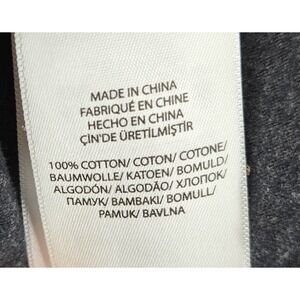 MADE IN CHINA
FABRIQUÉ EN CHINE
HECHO EN CHINA
ÇİN'DE ÜRETİLMİŞTİR
100% COTTON/ COTON/ COTONE/
BAUMWOLLE/ KATOEN/ BOMULD/
ALGODÓN/ ALGODÃO/ ХЛОПОК/
ПАМУК/ BAMBAKI/ BOMULL/
PAMUK/ BAVLNA